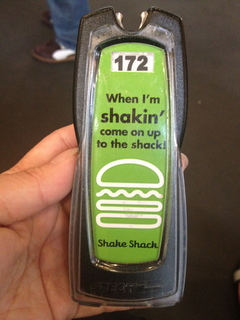 172
When I'm
shakin'
come on up
to the shack!
Shake Shack